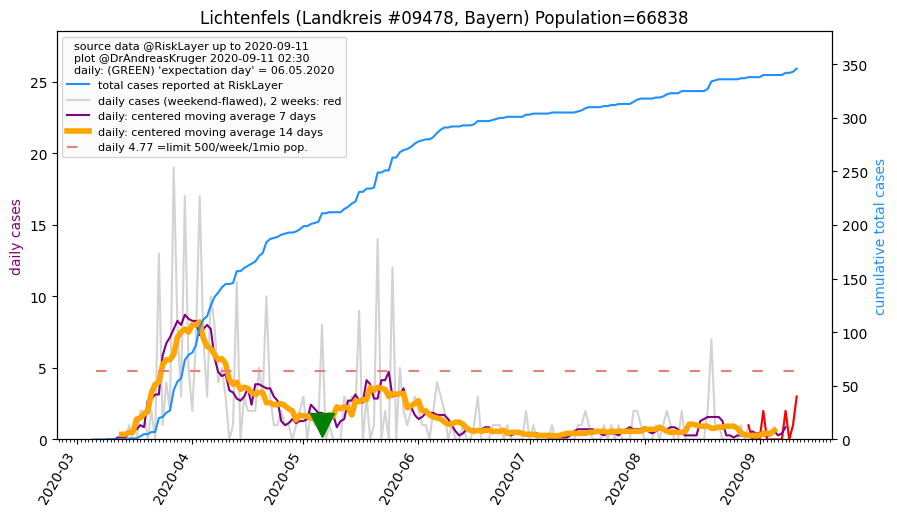 Lichtenfels (Landkreis #09478, Bayern) Population=66838
source data @RiskLayer up to 2020-09-11
plot @DrAndreasKruger 2020-09-11 02:30
daily: (GREEN) 'expectation day' = 06.05.2020
total cases reported at RiskLayer
daily cases (weekend-flawed), 2 weeks: red
daily: centered moving average 7 days
daily: centered moving average 14 days
daily 4.77 =limit 500/week/1mio pop.
daily cases
25
20
15
10
5
0
cumulative total cases
350
300
250
200
150
100
50
0
2020-03
2020-04
2020-05
2020-06
2020-07
2020-08
2020-09